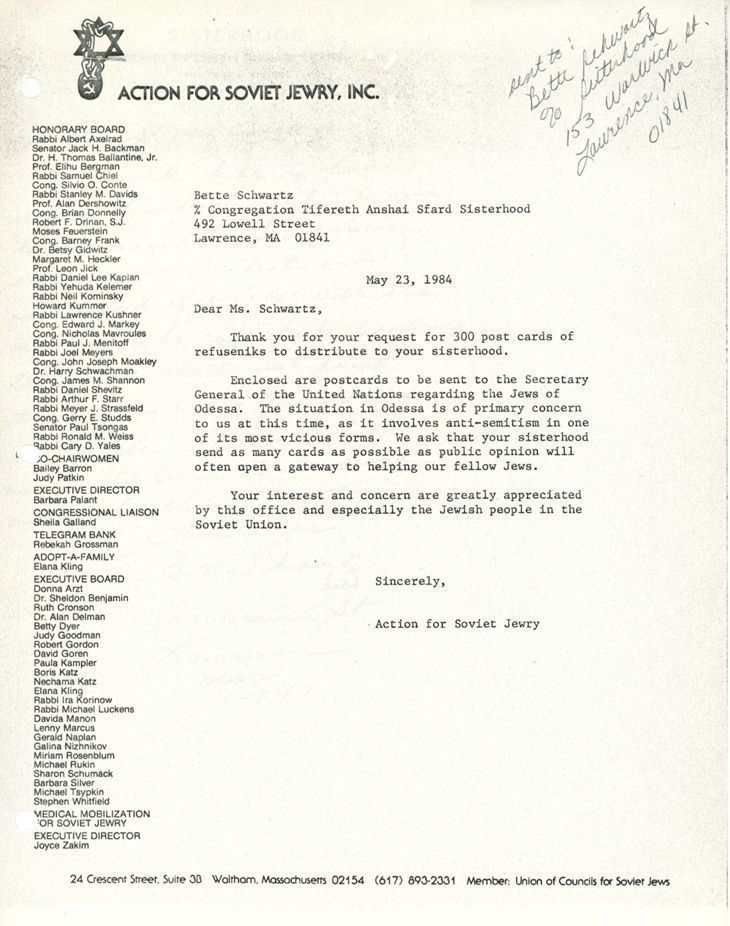 ACTION FOR SOVIET JEWRY, INC.
sent to:
Bette Schwartz
% Sisterhood
153 Warwick St.
Lawrence, Ma
01841
HONORARY BOARD
Rabbi Albert Axelrad
Senator Jack H. Backman
Dr. H. Thomas Ballantine, Jr.
Prof. Elihu Bergman
Rabbi Samuel Chiel
Cong. Silvio O. Conte
Rabbi Stanley M. Davids
Prof. Alan Dershowitz
Cong. Brian Donnelly
Robert F. Drinan, S.J.
Moses Feuerstein
Cong. Barney Frank
Dr. Betsy Gidwitz
Margaret M. Heckler
Prof. Leon Jick
Rabbi Daniel Lee Kaplan
Rabbi Yehuda Kelemer
Rabbi Neil Kominsky
Howard Kummer
Rabbi Lawrence Kushner
Cong. Edward J. Markey
Cong. Nicholas Mavroules
Rabbi Paul J. Menitoff
Rabbi Joel Meyers
Cong. John Joseph Moakley
Dr. Harry Schwachman
Cong. James M. Shannon
Rabbi Daniel Shevitz
Rabbi Arthur F. Starr
Rabbi Meyer J. Strassfeld
Cong. Gerry E. Studds
Senator Paul Tsongas
Rabbi Ronald M. Weiss
Rabbi Cary D. Yales
CO-CHAIRWOMEN
Bailey Barron
Judy Patkin
EXECUTIVE DIRECTOR
Barbara Palant
CONGRESSIONAL LIAISON
Sheila Galland
TELEGRAM BANK
Rebekah Grossman
ADOPT-A-FAMILY
Elana Kling
EXECUTIVE BOARD
Donna Arzt
Dr. Sheldon Benjamin
Ruth Cronson
Dr. Alan Delman
Betty Dyer
Judy Goodman
Robert Gordon
David Goren
Paula Kampler
Boris Katz
Nechama Katz
Elana Kling
Rabbi Ira Korinow
Rabbi Michael Luckens
Davida Manon
Lenny Marcus
Gerald Naplan
Galina Nizhnikov
Miriam Rosenblum
Michael Rukin
Sharon Schumack
Barbara Silver
Michael Tsypkin
Stephen Whitfield
MEDICAL MOBILIZATION
FOR SOVIET JEWRY
EXECUTIVE DIRECTOR
Joyce Zakim
Bette Schwartz
% Congregation Tifereth Anshai Sfard Sisterhood
492 Lowell Street
Lawrence, MA 01841
May 23, 1984
Dear Ms. Schwartz,
Thank you for your request for 300 post cards of
refuseniks to distribute to your sisterhood.
Enclosed are postcards to be sent to the Secretary
General of the United Nations regarding the Jews of
Odessa. The situation in Odessa is of primary concern
to us at this time, as it involves anti-semitism in one
of its most vicious forms. We ask that your sisterhood
send as many cards as possible as public opinion will
often open a gateway to helping our fellow Jews.
Your interest and concern are greatly appreciated
by this office and especially the Jewish people in the
Soviet Union.
Sincerely,
Action for Soviet Jewry
24 Crescent Street, Suite 3B Waltham, Massachusetts 02154 (617) 893-2331 Member: Union of Councils for Soviet Jews